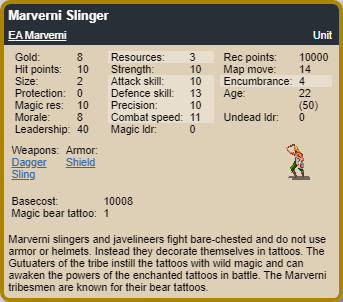 Marverni Slinger
EA Marverni Unit
Gold: 8 Resources: 3 Rec points: 10000
Hit points: 10 Strength: 10 Map move: 14
Size: 2 Attack skill: 10 Encumbrance: 4
Protection: 0 Defence skill: 13 Age: 22
Magic res: 10 Precision: 10 (50)
Morale: 8 Combat speed: 11 Undead ldr: 0
Leadership: 40 Magic ldr: 0
Weapons: Armor:
Dagger Shield
Sling
Basecost: 10008
Magic bear tattoo: 1
Marverni slingers and javelineers fight bare-chested and do not use
armor or helmets. Instead they decorate themselves in tattoos. The
Gutuaters of the tribe instill the tattoos with wild magic and can
awaken the powers of the enchanted tattoos in battle. The Marverni
tribesmen are known for their bear tattoos.